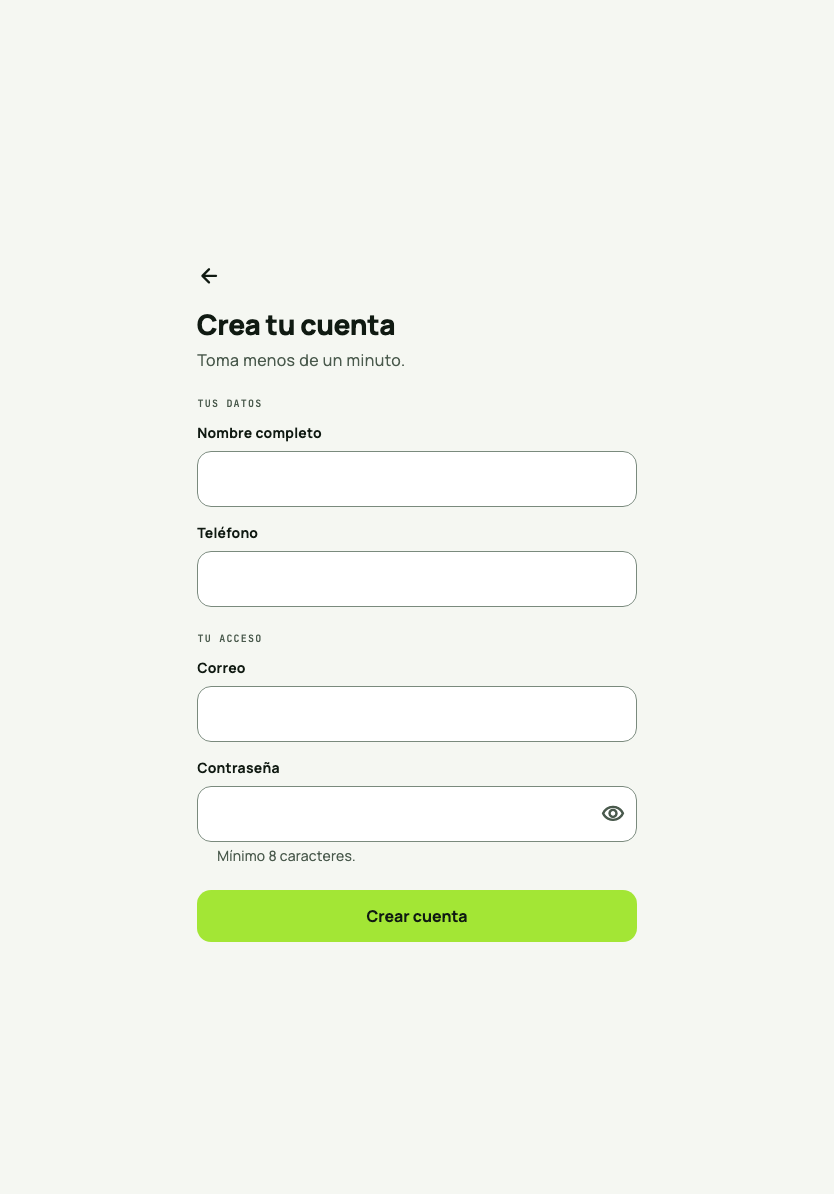 Crea tu cuenta
Toma menos de un minuto.
TUS DATOS
Nombre completo
Teléfono
TU ACCESO
Correo
Contraseña
Mínimo 8 caracteres.
Crear cuenta